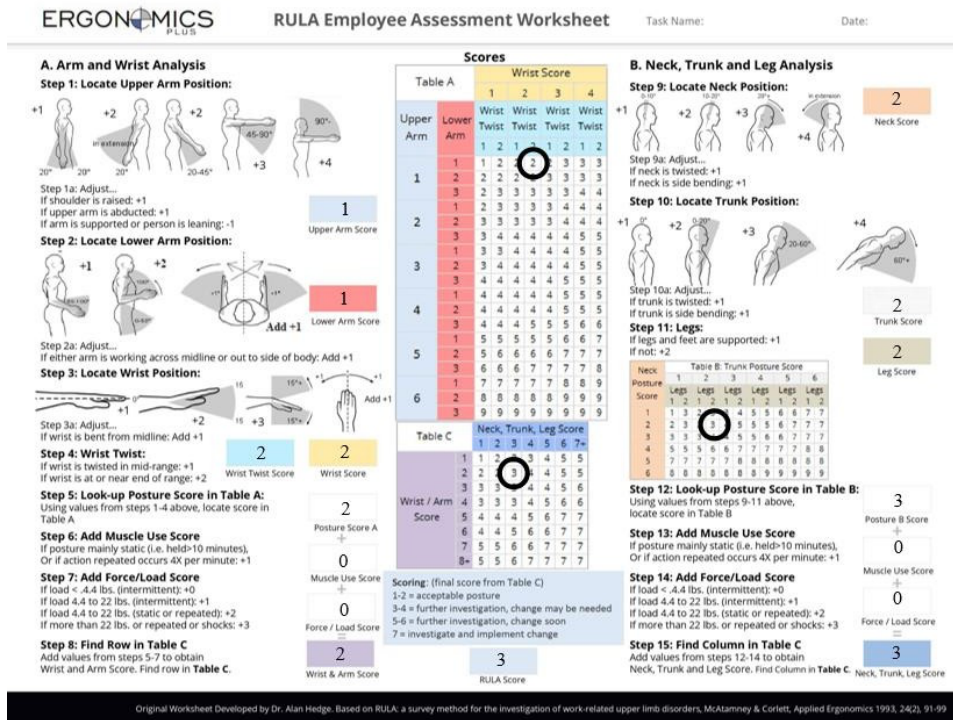 ERGONOMICS
PLUS
RULA Employee Assessment Worksheet
Task Name:
Date:
A. Arm and Wrist Analysis
Step 1: Locate Upper Arm Position:
+1
+2
+2
45-90°
90°-
in extension
+3
+4
20°
20°
20°
20-45°
Step 1a: Adjust...
If shoulder is raised: +1
If upper arm is abducted: +1
If arm is supported or person is leaning: -1
1
Upper Arm Score
Step 2: Locate Lower Arm Position:
+1
+2
Add +1
1
Lower Arm Score
Step 2a: Adjust...
If either arm is working across midline or out to side of body: Add +1
Step 3: Locate Wrist Position:
+1
15
+2
15
+3
15°+
15°+
+1
+1
Add +1
Step 3a: Adjust...
If wrist is bent from midline: Add +1
Step 4: Wrist Twist:
If wrist is twisted in mid-range: +1
If wrist is at or near end of range: +2
2
Wrist Twist Score
2
Wrist Score
Step 5: Look-up Posture Score in Table A:
Using values from steps 1-4 above, locate score in
Table A
2
Posture Score A
+
Step 6: Add Muscle Use Score
If posture mainly static (i.e. held>10 minutes),
Or if action repeated occurs 4X per minute: +1
0
Muscle Use Score
+
Step 7: Add Force/Load Score
If load < .4.4 lbs. (intermittent): +0
If load 4.4 to 22 lbs. (intermittent): +1
If load 4.4 to 22 lbs. (static or repeated): +2
If more than 22 lbs. or repeated or shocks: +3
0
Force / Load Score
=
Step 8: Find Row in Table C
Add values from steps 5-7 to obtain
Wrist and Arm Score. Find row in Table C.
2
Wrist & Arm Score
Scores
Table A
Wrist Score
1 2 3 4
Upper Arm
Lower Arm
Wrist Twist Wrist Twist Wrist Twist Wrist Twist
1 2 1 2 1 2 1 2
1 1 1 2 2 3 3 3
2 2 2 2 3 3 3 3
3 2 3 3 3 3 3 4 4
2 1 2 3 3 3 3 4 4 4
2 3 3 3 3 3 4 4 4
3 3 4 4 4 4 4 5 5
3 1 3 3 4 4 4 4 5 5
2 3 4 4 4 4 4 5 5
3 4 4 4 4 4 5 5 5
4 1 4 4 4 4 4 5 5 5
2 4 4 4 4 4 5 5 5
3 4 4 4 5 5 5 6 6
5 1 5 5 5 5 5 6 6 7
2 5 6 6 6 6 7 7 7
3 6 6 6 7 7 7 7 8
6 1 7 7 7 7 7 8 8 9
2 8 8 8 8 8 9 9 9
3 9 9 9 9 9 9 9 9
Table C
Neck, Trunk, Leg Score
1 2 3 4 5 6 7+
Wrist / Arm Score
1 1 2 3 4 5 5
2 2 3 4 4 5 5
3 3 3 4 4 5 6
4 3 3 3 4 5 6 6
5 4 4 4 5 6 7 7
6 4 4 5 6 6 7 7
7 5 5 6 6 7 7 7
8+ 5 5 6 7 7 7 7
Scoring: (final score from Table C)
1-2 = acceptable posture
3-4 = further investigation, change may be needed
5-6 = further investigation, change soon
7 = investigate and implement change
3
RULA Score
B. Neck, Trunk and Leg Analysis
Step 9: Locate Neck Position:
+1
0-10°
+2
10-20°
+3
20°+
+4
in extension
2
Neck Score
Step 9a: Adjust...
If neck is twisted: +1
If neck is side bending: +1
Step 10: Locate Trunk Position:
+1
0°
+2
0-20°
+3
20-60°
+4
60°+
Step 10a: Adjust...
If trunk is twisted: +1
If trunk is side bending: +1
2
Trunk Score
Step 11: Legs:
If legs and feet are supported: +1
If not: +2
2
Leg Score
Neck Posture Score
Table B: Trunk Posture Score
1 2 3 4 5 6
Legs Legs Legs Legs Legs Legs
1 2 1 2 1 2 1 2 1 2 1 2
1 1 3 4 5 5 6 6 7 7
2 2 3 3 5 5 6 7 7 7
3 3 3 5 5 6 6 7 7 7
4 5 5 5 6 6 7 7 7 7 7 8 8
5 7 7 7 7 7 8 8 8 8 8 8 8
6 8 8 8 8 8 8 8 9 9 9 9 9
Step 12: Look-up Posture Score in Table B:
Using values from steps 9-11 above,
locate score in Table B
3
Posture B Score
+
Step 13: Add Muscle Use Score
If posture mainly static (i.e. held>10 minutes),
Or if action repeated occurs 4X per minute: +1
0
Muscle Use Score
+
Step 14: Add Force/Load Score
If load < .4.4 lbs. (intermittent): +0
If load 4.4 to 22 lbs. (intermittent): +1
If load 4.4 to 22 lbs. (static or repeated): +2
If more than 22 lbs. or repeated or shocks: +3
0
Force / Load Score
=
Step 15: Find Column in Table C
Add values from steps 12-14 to obtain
Neck, Trunk and Leg Score. Find Column in Table C.
3
Neck, Trunk, Leg Score
Original Worksheet Developed by Dr. Alan Hedge. Based on RULA: a survey method for the investigation of work-related upper limb disorders, McAtamney & Corlett, Applied Ergonomics 1993, 24(2), 91-99